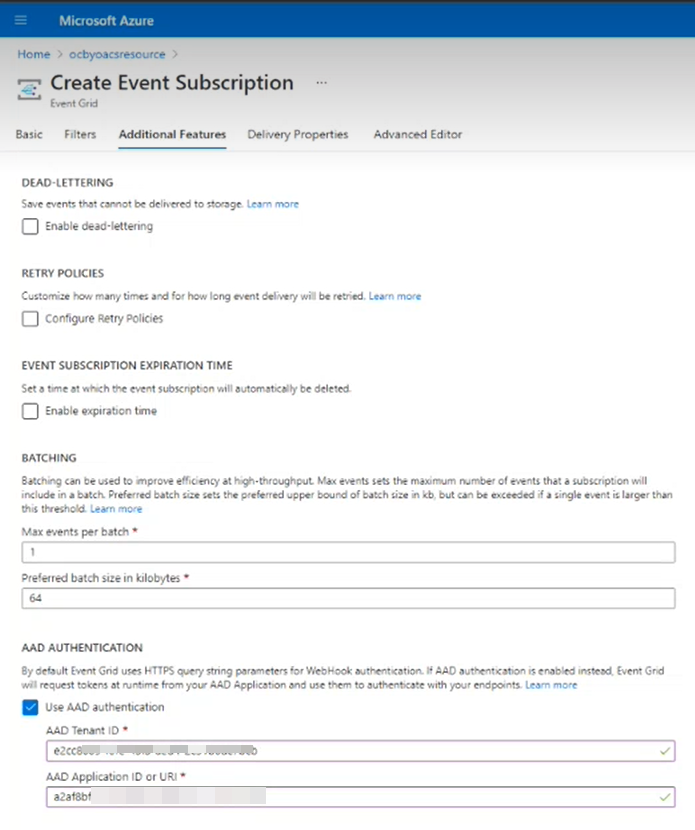 Microsoft Azure
Home > ocbyoacsresource >
Create Event Subscription ...
Event Grid
Basic Filters Additional Features Delivery Properties Advanced Editor
DEAD-LETTERING
Save events that cannot be delivered to storage. Learn more
Enable dead-lettering
RETRY POLICIES
Customize how many times and for how long event delivery will be retried. Learn more
Configure Retry Policies
EVENT SUBSCRIPTION EXPIRATION TIME
Set a time at which the event subscription will automatically be deleted.
Enable expiration time
BATCHING
Batching can be used to improve efficiency at high-throughput. Max events sets the maximum number of events that a subscription will
include in a batch. Preferred batch size sets the preferred upper bound of batch size in kb, but can be exceeded if a single event is larger than
this threshold. Learn more
Max events per batch *
1
Preferred batch size in kilobytes *
64
AAD AUTHENTICATION
By default Event Grid uses HTTPS query string parameters for WebHook authentication. If AAD authentication is enabled instead, Event Grid
will request tokens at runtime from your AAD Application and use them to authenticate with your endpoints. Learn more
Use AAD authentication
AAD Tenant ID *
e2cc8
AAD Application ID or URI *
a2af8bf